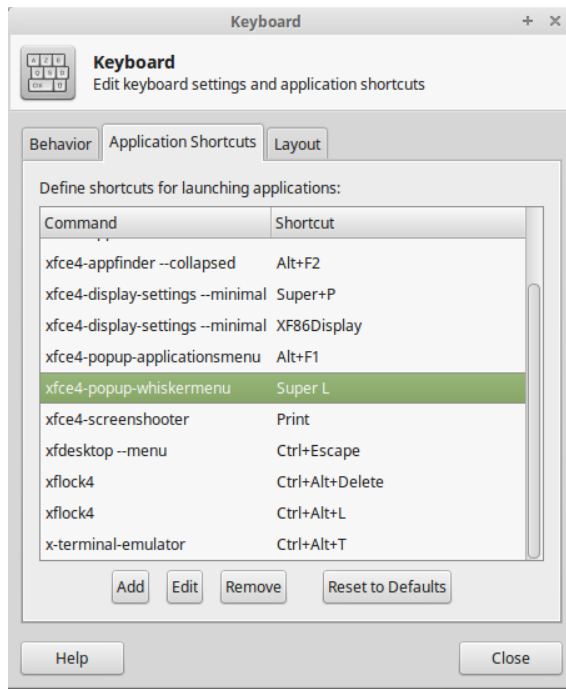 Keyboard
Keyboard
Edit keyboard settings and application shortcuts
Behavior Application Shortcuts Layout
Define shortcuts for launching applications:
Command Shortcut
xfce4-appfinder --collapsed Alt+F2
xfce4-display-settings --minimal Super+P
xfce4-display-settings --minimal XF86Display
xfce4-popup-applicationsmenu Alt+F1
xfce4-popup-whiskermenu Super L
xfce4-screenshooter Print
xfdesktop --menu Ctrl+Escape
xflock4 Ctrl+Alt+Delete
xflock4 Ctrl+Alt+L
x-terminal-emulator Ctrl+Alt+T
Add Edit Remove Reset to Defaults
Help Close